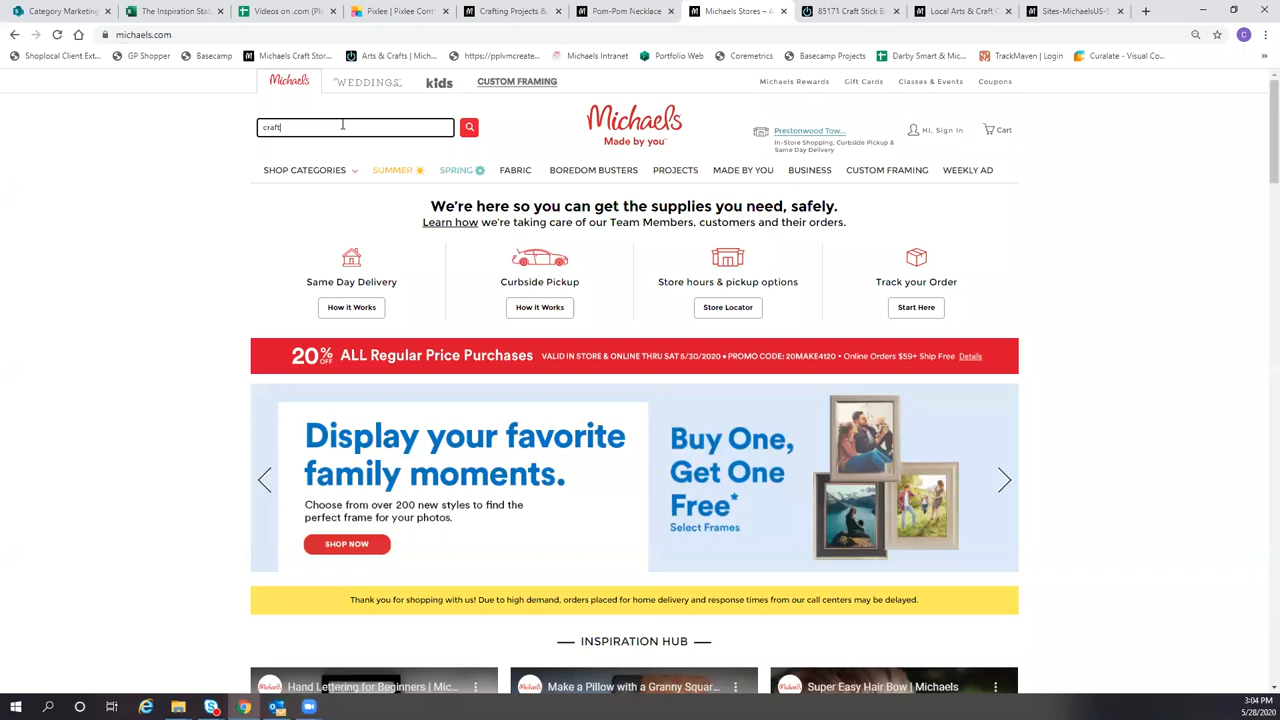 Category Marketing
The Inspiration Stat
Videos on .com (Pl
Pixlee Pixlee Cont
Crafting Projects &
Pom-Pom Necklace
Michaels Stores – A
85171 Craft Stick B
Local Arts & Craft
Sites-MichaelsUS-S
michaels.com
Shoplocal Client Ext...
GP Shopper
Basecamp
Michaels Craft Stor...
Arts & Crafts | Mich...
https://pplvmcreate...
Michaels Intranet
Portfolio Web
Coremetrics
Basecamp Projects
Darby Smart & Mic...
TrackMaven | Login
Curalate - Visual Co...
Michaels
WEDDINGS
kids
CUSTOM FRAMING
Michaels Rewards
Gift Cards
Classes & Events
Coupons
craft
Michaels
Made by you
Prestonwood Tow...
In-Store Shopping, Curbside Pickup &
Same Day Delivery
Hi, Sign in
Cart
SHOP CATEGORIES
SUMMER
SPRING
FABRIC
BOREDOM BUSTERS
PROJECTS
MADE BY YOU
BUSINESS
CUSTOM FRAMING
WEEKLY AD
We're here so you can get the supplies you need, safely.
Learn how we're taking care of our Team Members, customers and their orders.
Same Day Delivery
Curbside Pickup
Store hours & pickup options
Track your Order
How it Works
How it Works
Store Locator
Start Here
20% OFF ALL Regular Price Purchases VALID IN STORE & ONLINE THRU SAT 5/30/2020 • PROMO CODE: 20MAKE4120 • Online Orders $59+ Ship Free Details
Display your favorite
family moments.
Choose from over 200 new styles to find the
perfect frame for your photos.
SHOP NOW
Buy One,
Get One
Free*
Select Frames
Thank you for shopping with us! Due to high demand, orders placed for home delivery and response times from our call centers may be delayed.
INSPIRATION HUB
Hand Lettering for Beginners | Mic...
Make a Pillow with a Granny Squar...
Super Easy Hair Bow | Michaels
3:04 PM
5/28/2020